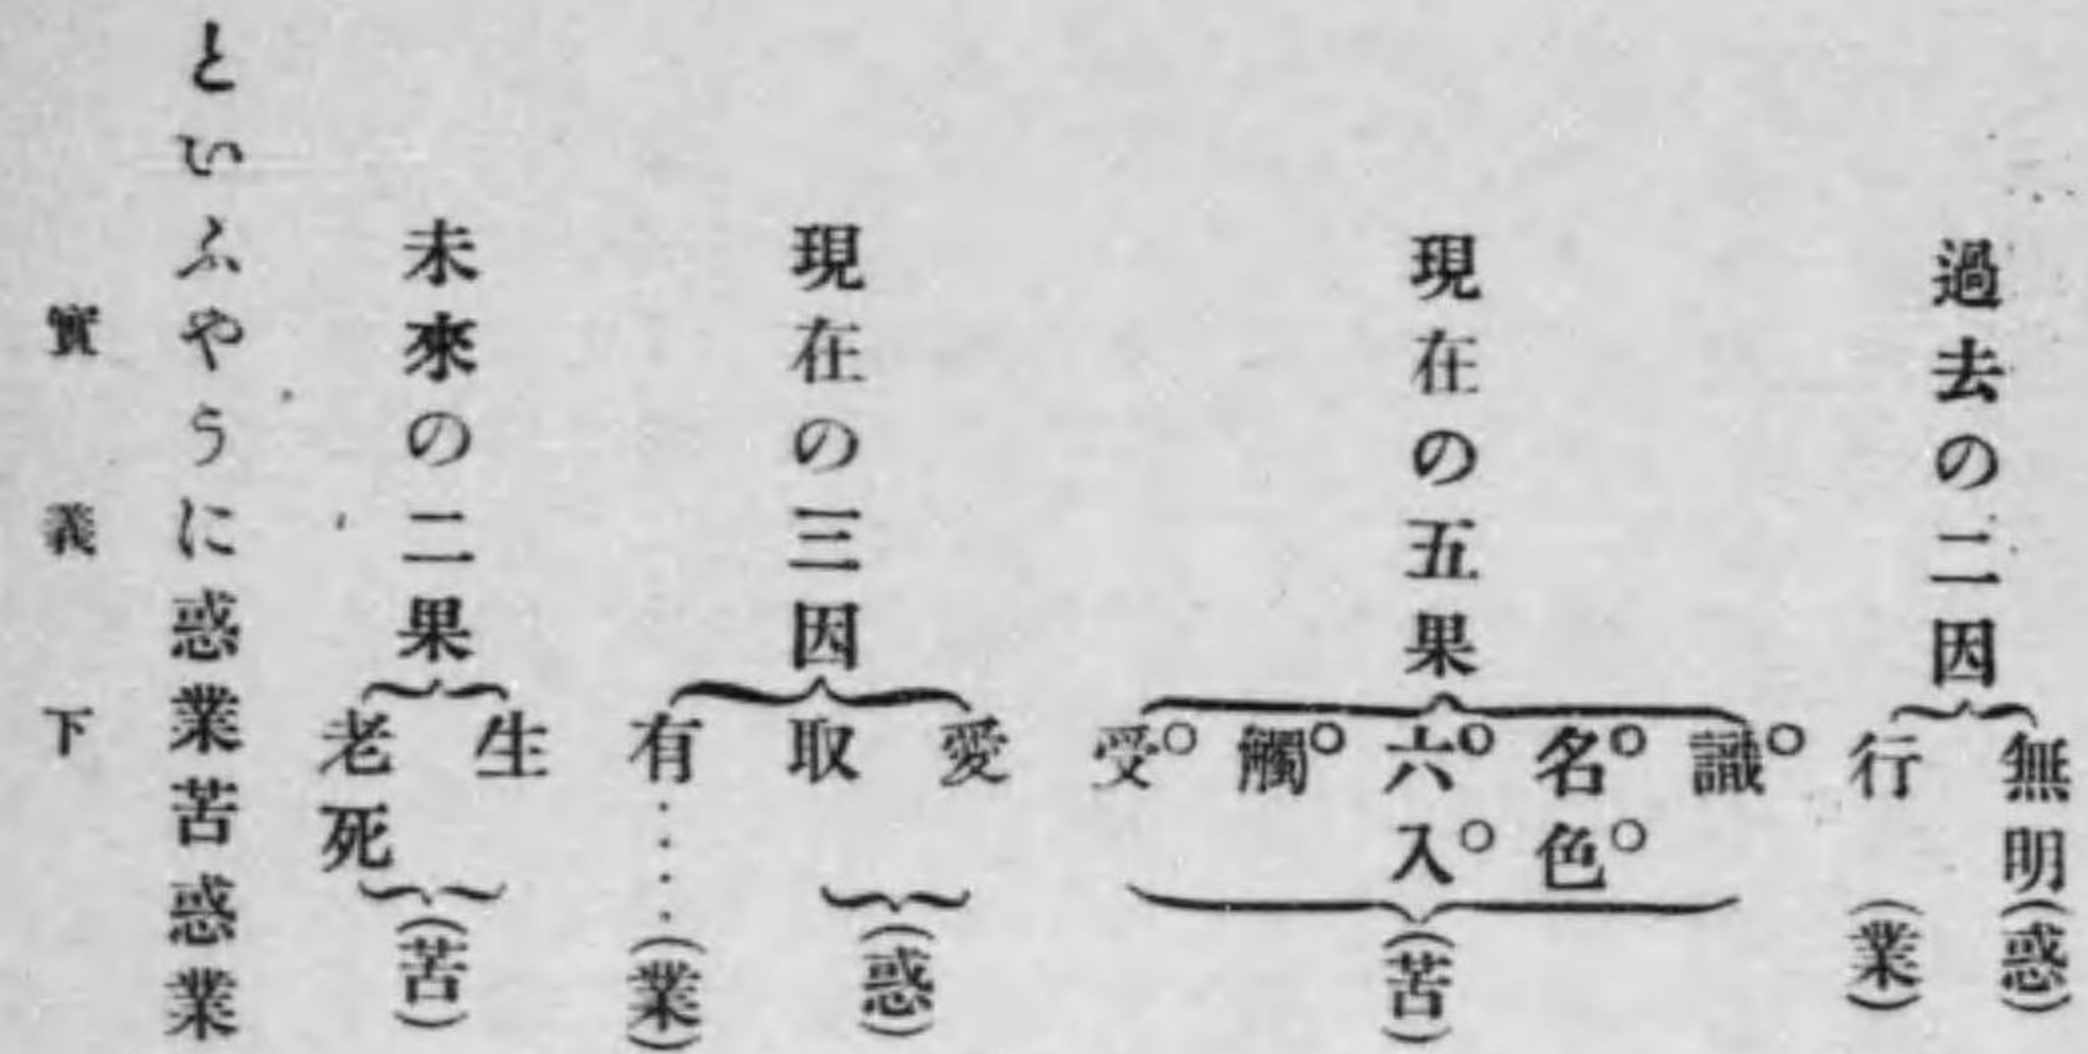 過去の二因
無明(惑)
行(業)
現在の五果
識
名色
六入
觸
受
(苦)
現在の三因
愛
取
(惑)
有・・・・(業)
未來の二果
生
老死
(苦)
といふやうに惑業苦惑業
實義下